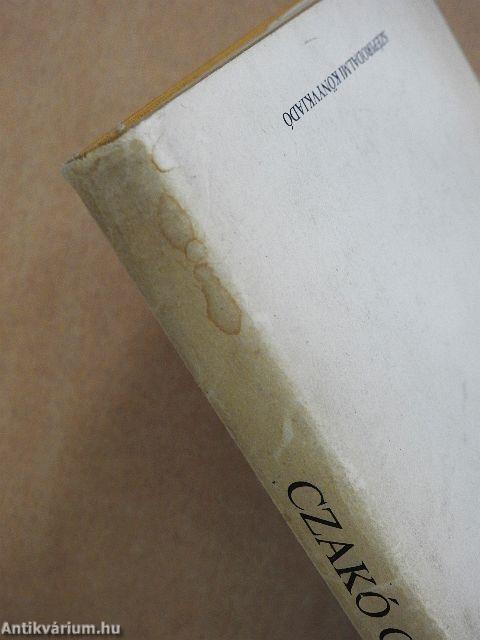 SZÉPIRODALMI KÖNYVKIADÓ
CZAKÓ G
Antikvárium.hu